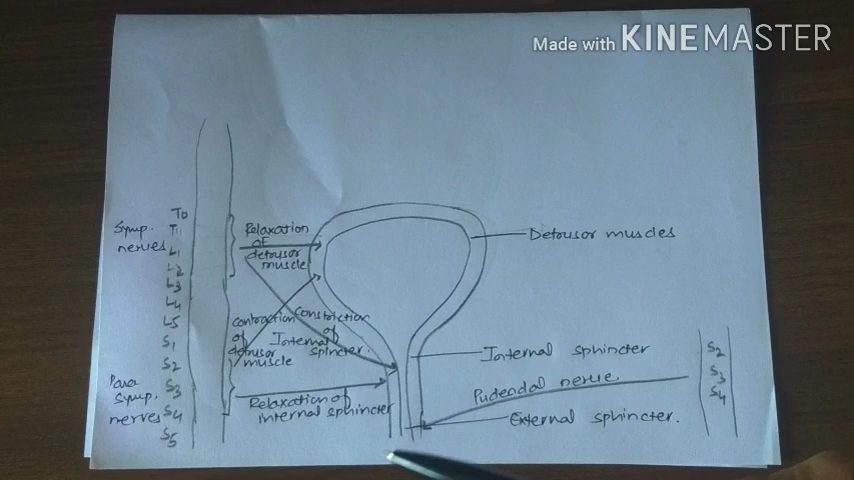 Made with KINEMASTER
To
T1
L1
L2
L3
L4
L5
S1
S2
S3
S4
S5
Symp.
nerves
Para
Symp.
nerves
Relaxation
of
detrusor
muscle
contraction
of
detrusor
muscle
Constriction
of
Internal
sphincter.
Relaxation of
internal sphincter
Detrusor muscles
Internal sphincter
Pudendal nerve.
External sphincter.
S2
S3
S4